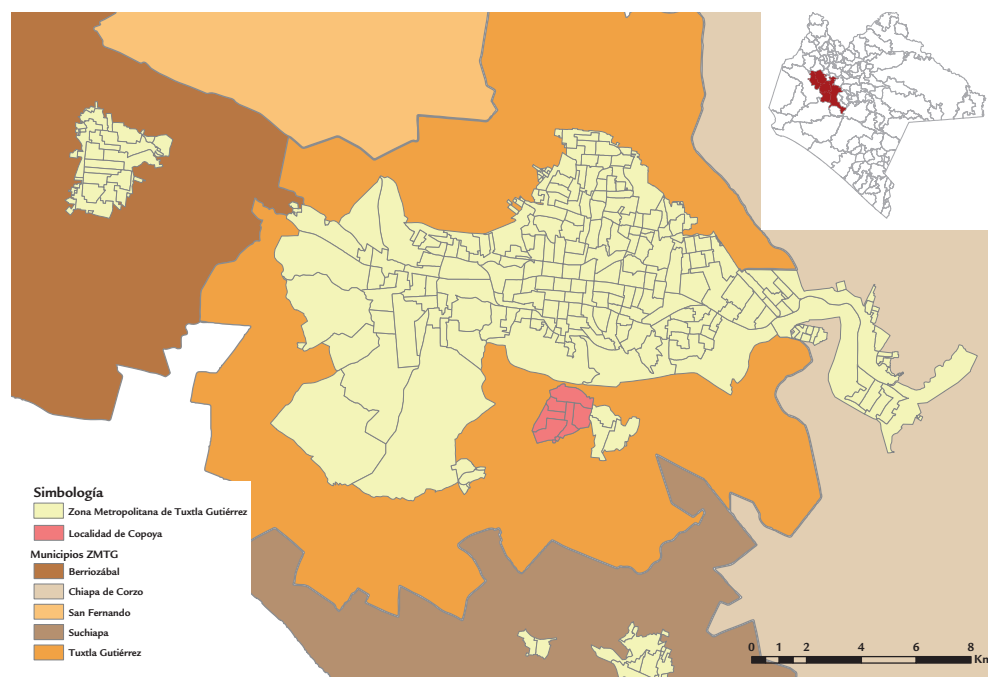 Simbología
Zona Metropolitana de Tuxtla Gutiérrez
Localidad de Copoya
Municipios ZMTG
Berriozábal
Chiapa de Corzo
San Fernando
Suchiapa
Tuxtla Gutiérrez
0 1 2 4 6 8
Km